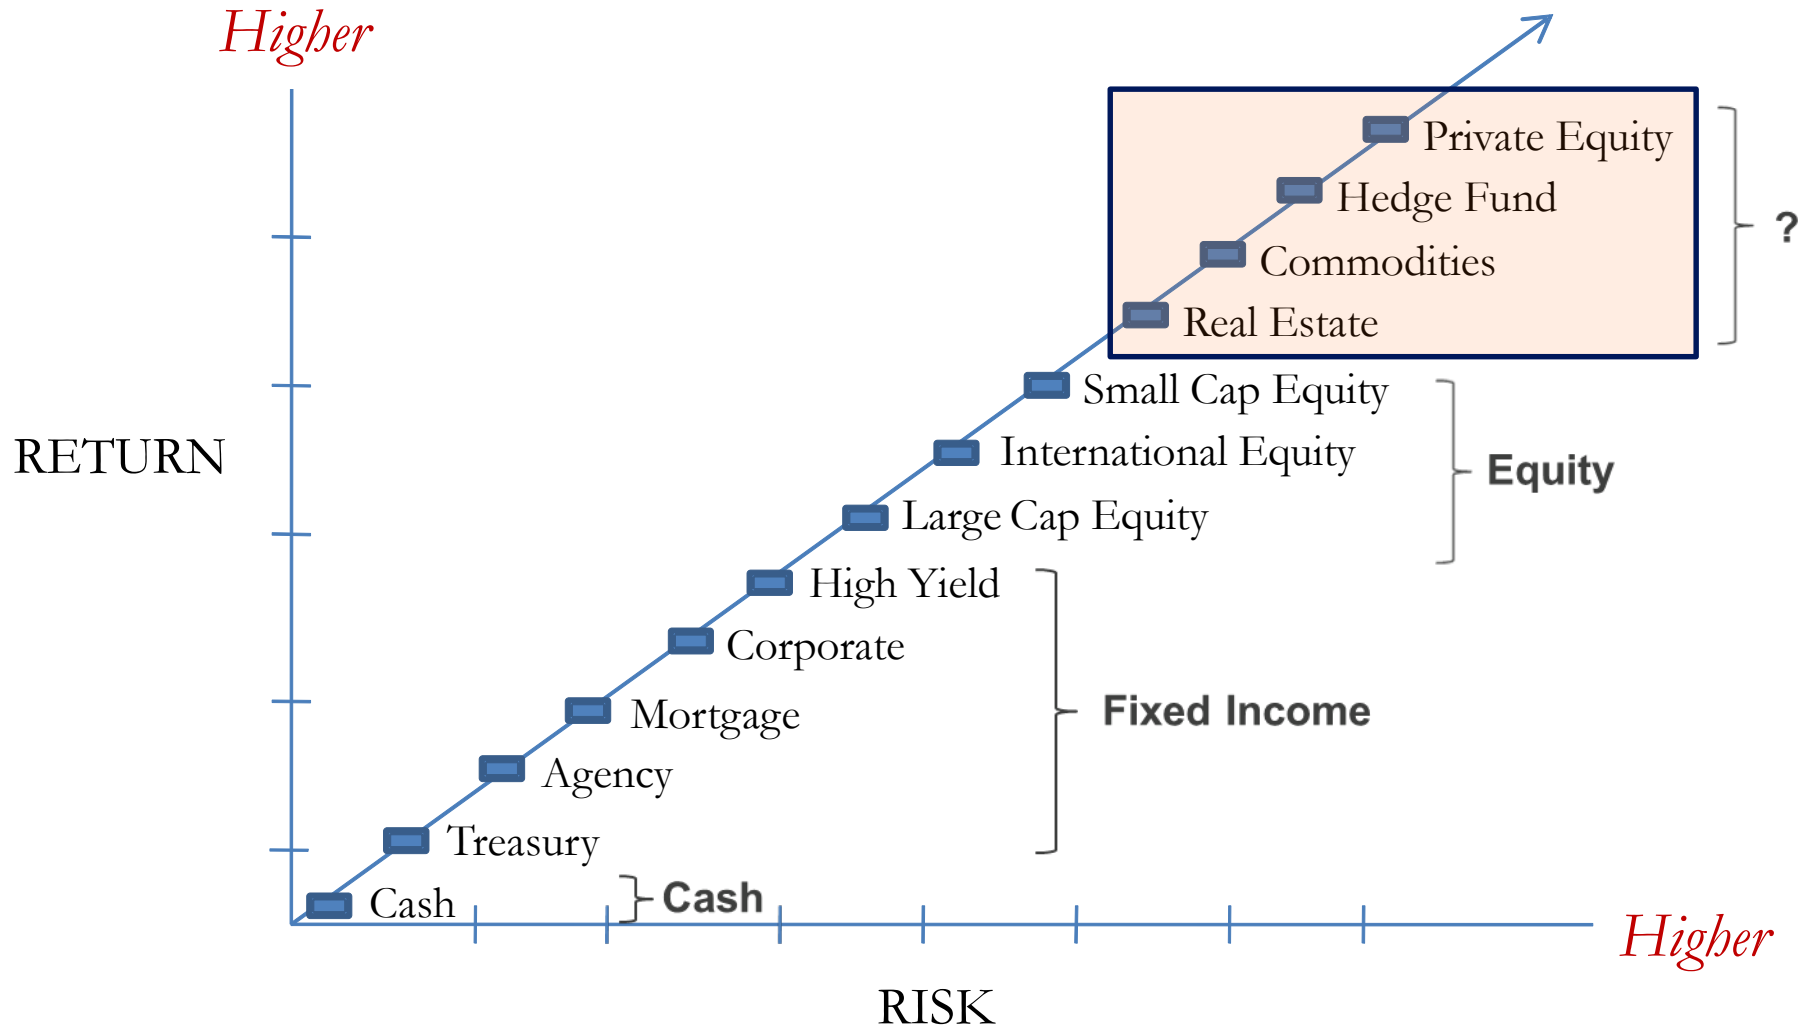 Higher
Private Equity
Hedge Fund
?
Commodities
Real Estate
Small Cap Equity
RETURN
International Equity
Equity
Large Cap Equity
High Yield
Corporate
Mortgage
Fixed Income
Agency
Treasury
Cash
Cash
Higher
RISK